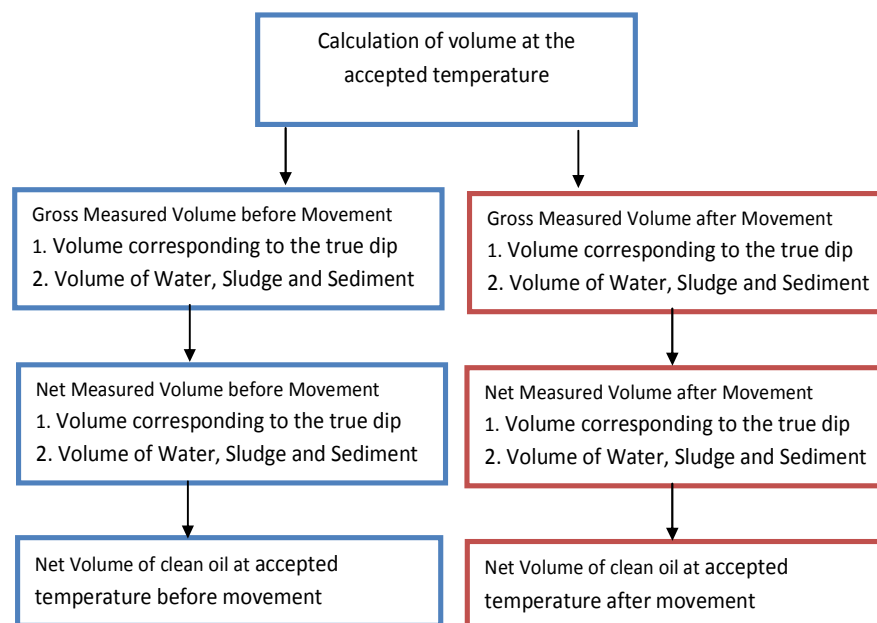 Calculation of volume at the
accepted temperature
Gross Measured Volume before Movement
1. Volume corresponding to the true dip
2. Volume of Water, Sludge and Sediment
Gross Measured Volume after Movement
1. Volume corresponding to the true dip
2. Volume of Water, Sludge and Sediment
Net Measured Volume before Movement
1. Volume corresponding to the true dip
2. Volume of Water, Sludge and Sediment
Net Measured Volume after Movement
1. Volume corresponding to the true dip
2. Volume of Water, Sludge and Sediment
Net Volume of clean oil at accepted
temperature before movement
Net Volume of clean oil at accepted
temperature after movement